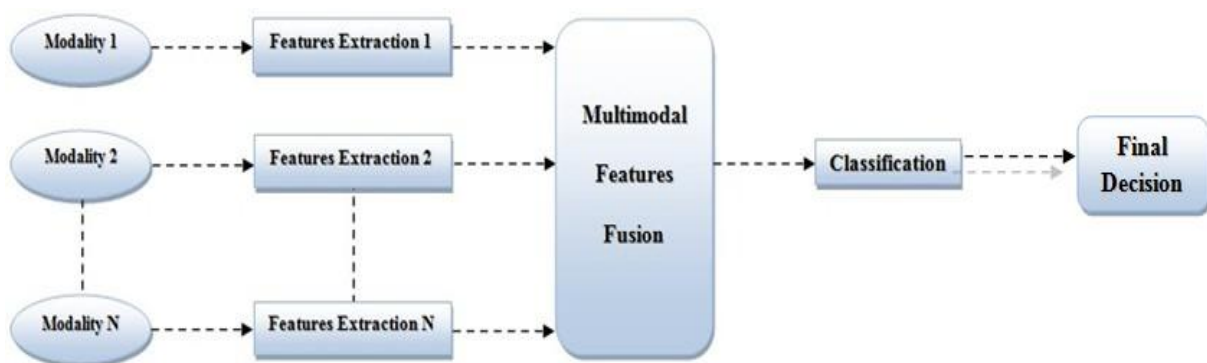 Modality 1
Features Extraction 1
Modality 2
Features Extraction 2
Modality N
Features Extraction N
Multimodal
Features
Fusion
Classification
Final
Decision